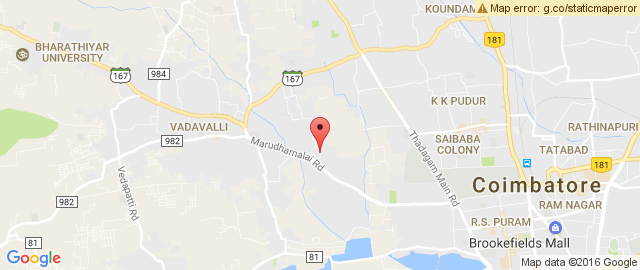 Map error: g.co/staticmaperror
KOUNDAM
BHARATHIYAR
UNIVERSITY
181
984
167
167
K K PUDUR
RATHINAPURI
VADAVALLI
982
Marudhamalai Rd
Thadagam Main Rd
SAIBABA
COLONY
TATABAD
181
Vedapatti Rd
Coimbatore
982
RAM NAGAR
R.S. PURAM
81
81
Brookefields Mall
Google
Map data ©2016 Google